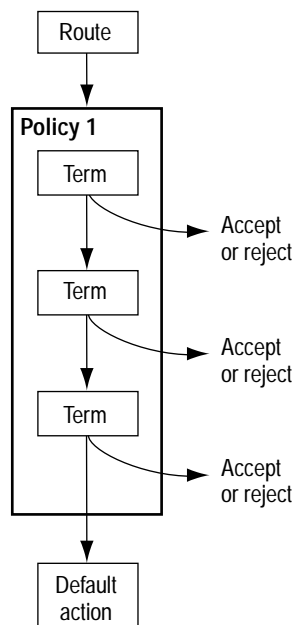 Route
Policy 1
Term
Accept
or reject
Term
Accept
or reject
Term
Accept
or reject
Default
action